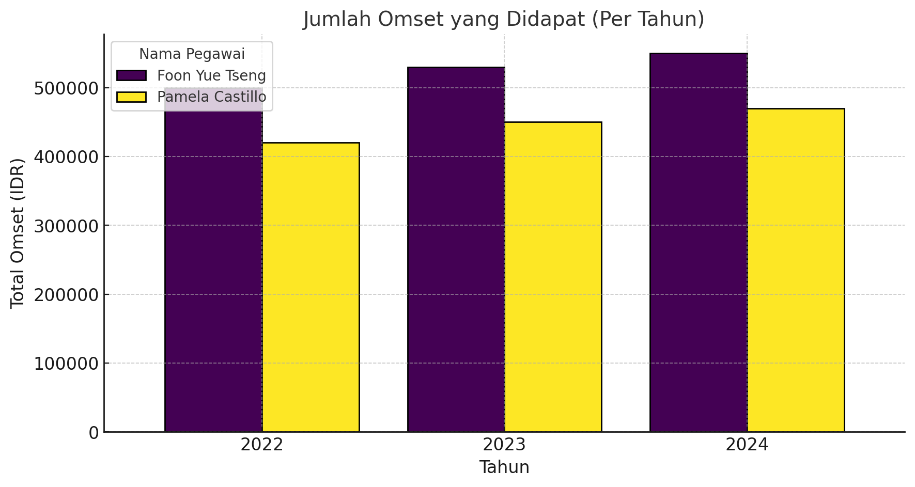 Jumlah Omset yang Didapat (Per Tahun)
Nama Pegawai
Foon Yue Tseng
Pamela Castillo
Total Omset (IDR)
500000
400000
300000
200000
100000
0
2022
2023
2024
Tahun